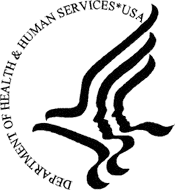 DEPARTMENT OF HEALTH & HUMAN SERVICES*USA